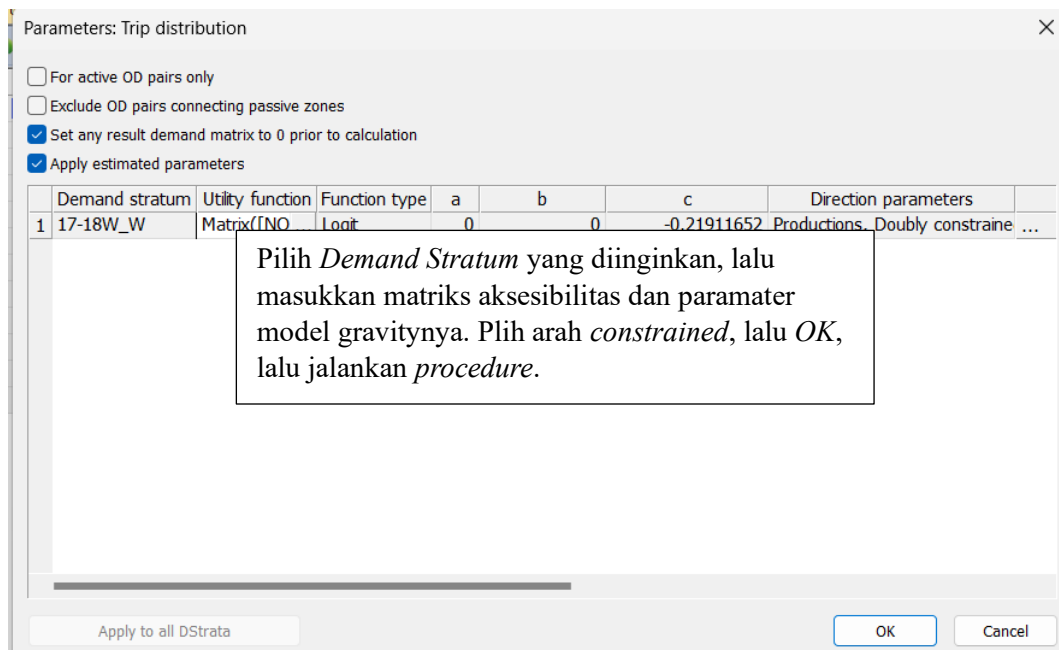 Parameters: Trip distribution
For active OD pairs only
Exclude OD pairs connecting passive zones
Set any result demand matrix to 0 prior to calculation
Apply estimated parameters
Demand stratum Utility function Function type a b c Direction parameters
1 17-18W_W Matrix([NO ... Logit 0 0 -0.21911652 Productions, Doubly constraine ...
Pilih Demand Stratum yang diinginkan, lalu
masukkan matriks aksesibilitas dan paramater
model gravitynya. Plih arah constrained, lalu OK,
lalu jalankan procedure.
Apply to all DStrata OK Cancel